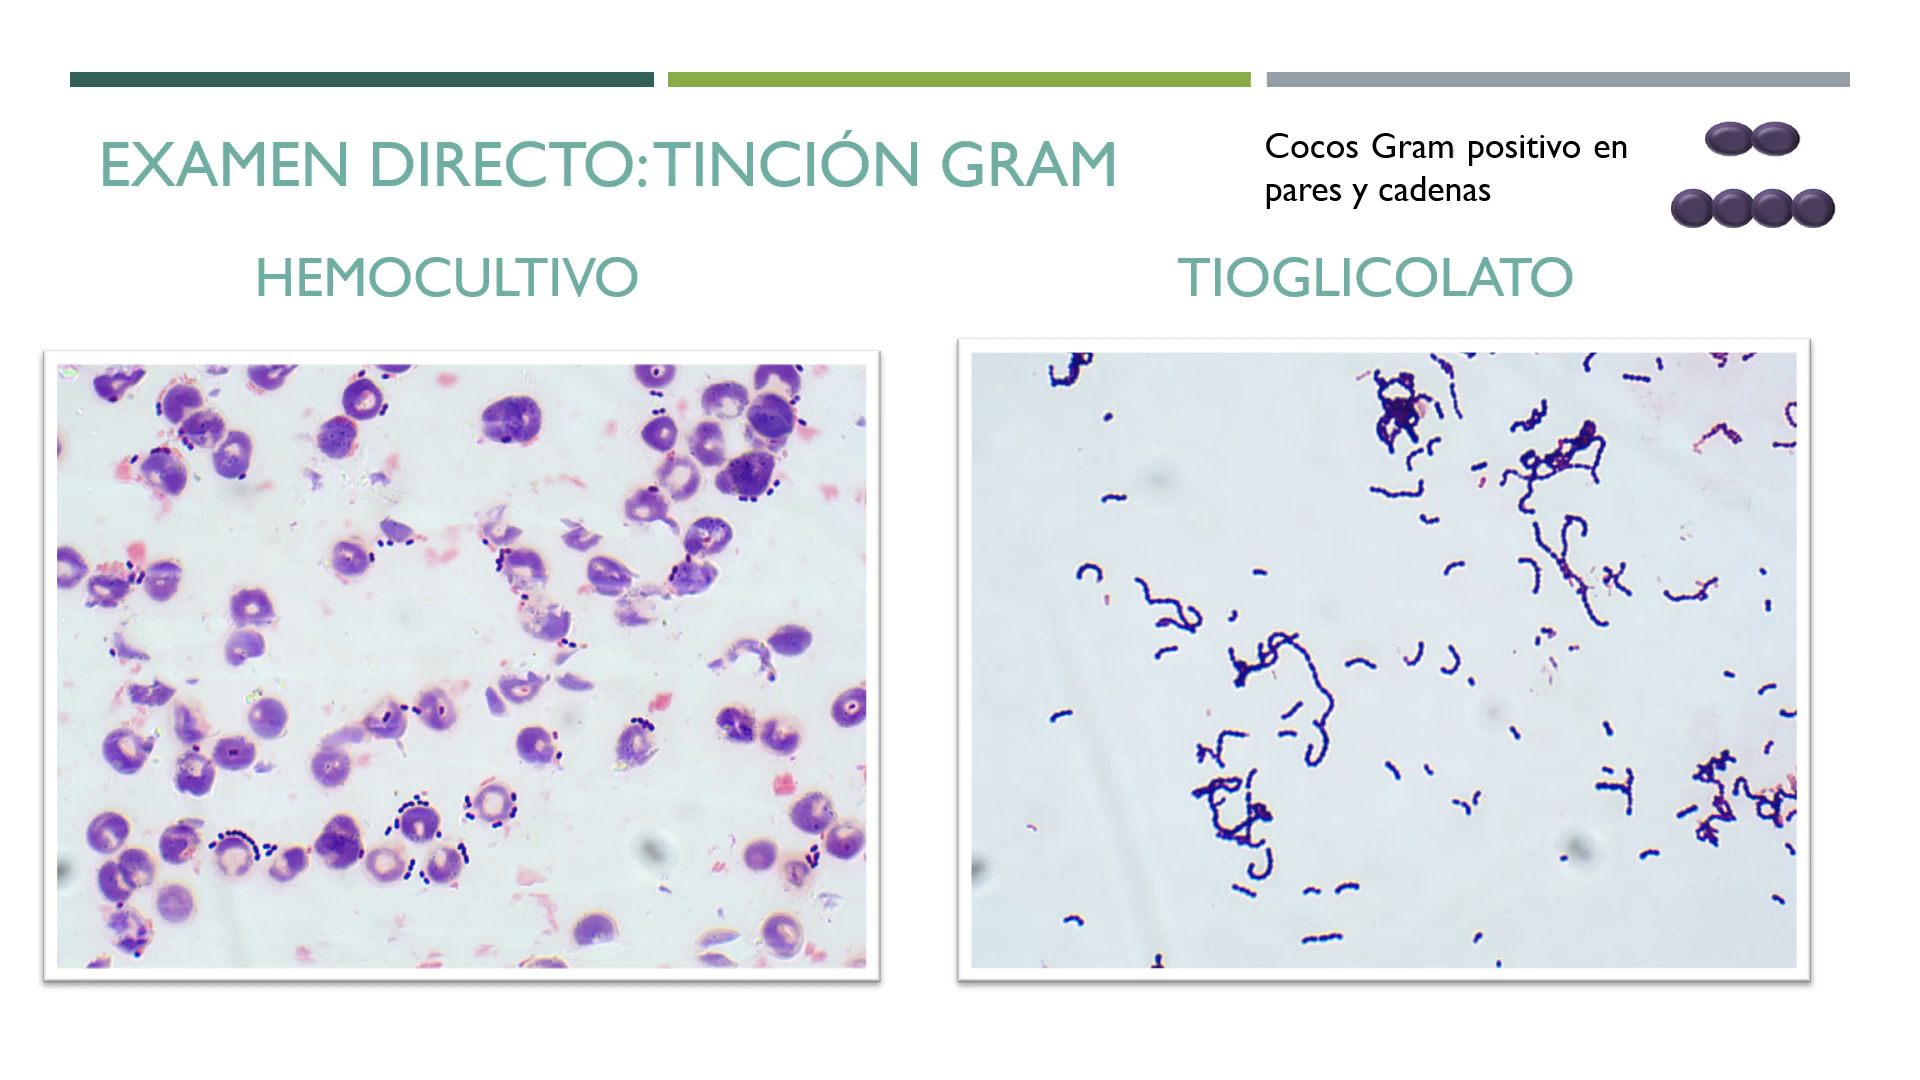 EXAMEN DIRECTO: TINCIÓN GRAM
Cocos Gram positivo en
pares y cadenas
HEMOCULTIVO
TIOGLICOLATO